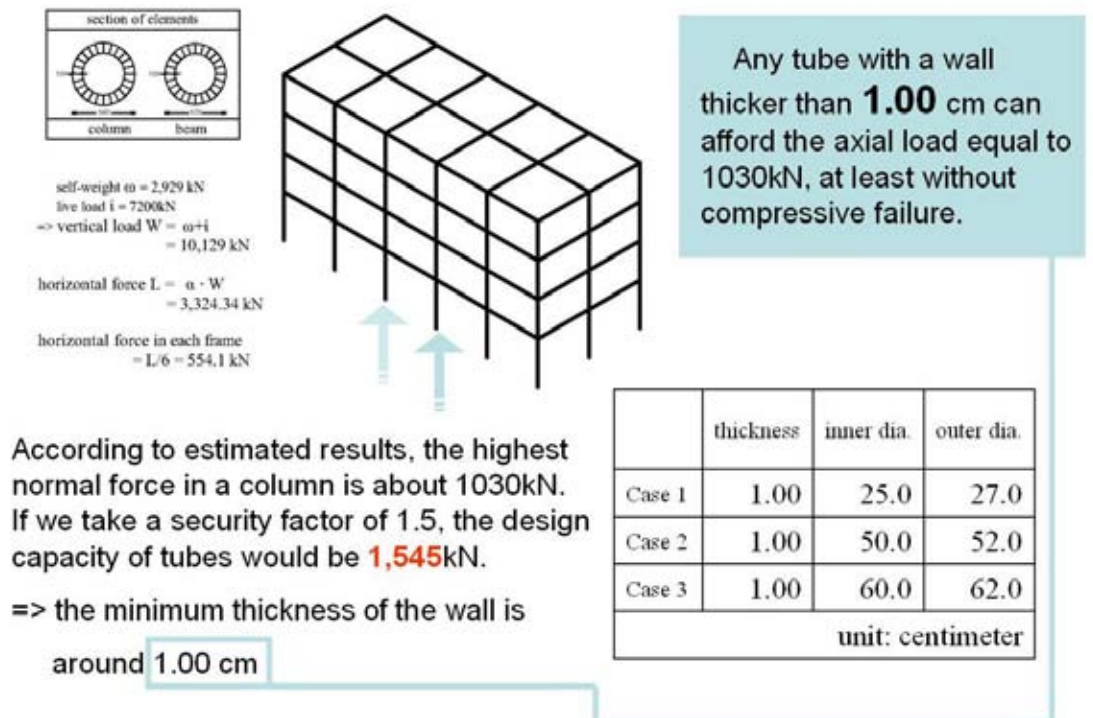 section of elements
column beam
self-weight ω = 2,929 kN
live load i = 7200kN
=> vertical load W = ω+i
= 10,129 kN
horizontal force L = α · W
= 3,324.34 kN
horizontal force in each frame
= L/6 = 554.1 kN
Any tube with a wall
thicker than 1.00 cm can
afford the axial load equal to
1030kN, at least without
compressive failure.
According to estimated results, the highest
normal force in a column is about 1030kN.
If we take a security factor of 1.5, the design
capacity of tubes would be 1,545kN.
=> the minimum thickness of the wall is
around 1.00 cm
thickness inner dia. outer dia.
Case 1 1.00 25.0 27.0
Case 2 1.00 50.0 52.0
Case 3 1.00 60.0 62.0
unit: centimeter